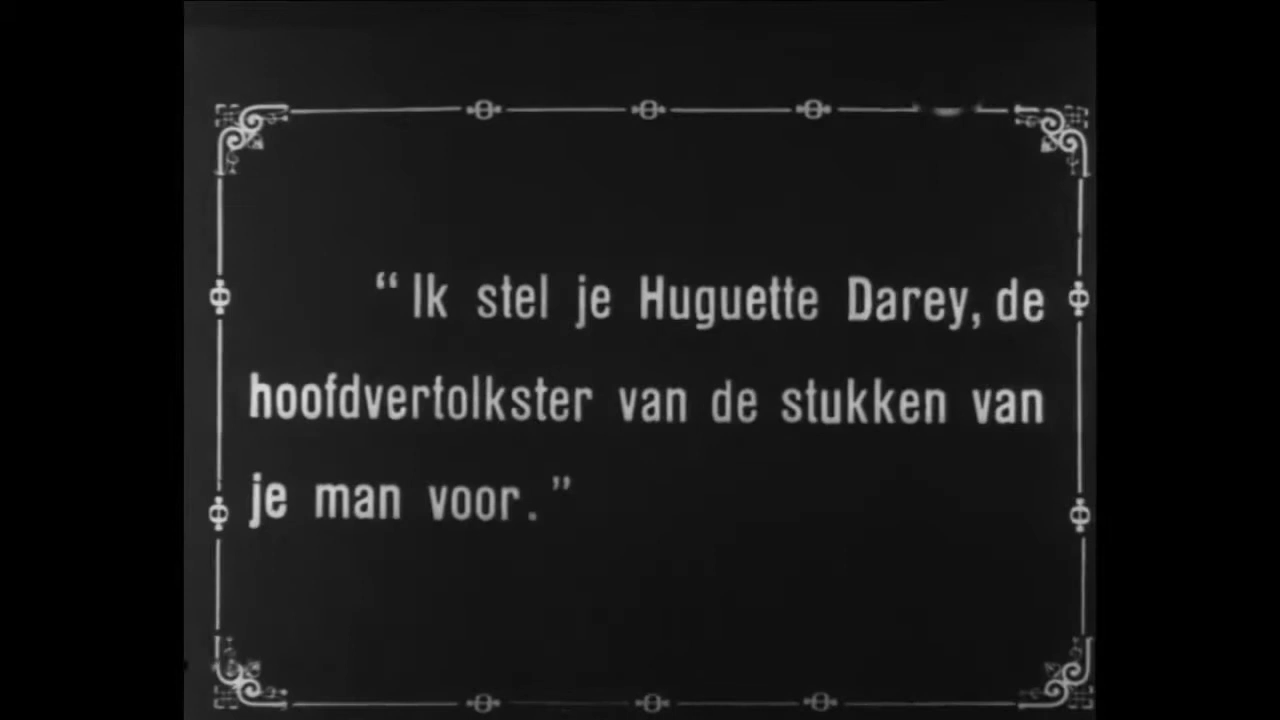 “Ik stel je Huguette Darey, de
hoofdvertolkster van de stukken van
je man voor.”